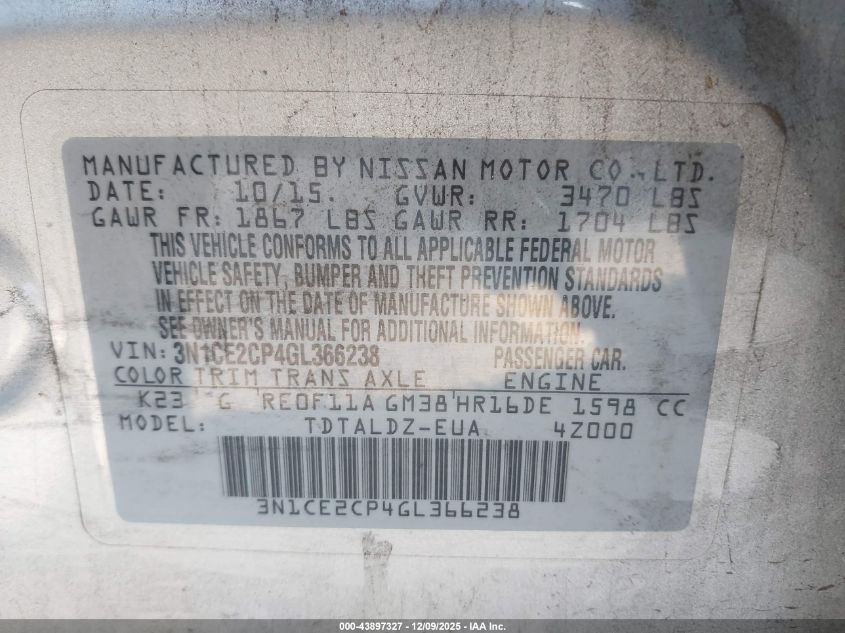 MANUFACTURED BY NISSAN MOTOR CO., LTD.
DATE: 10/15. GVWR: 3470 LBS
GAWR FR: 1867 LBS GAWR RR: 1704 LBS
THIS VEHICLE CONFORMS TO ALL APPLICABLE FEDERAL MOTOR
VEHICLE SAFETY, BUMPER AND THEFT PREVENTION STANDARDS
IN EFFECT ON THE DATE OF MANUFACTURE SHOWN ABOVE.
SEE OWNER'S MANUAL FOR ADDITIONAL INFORMATION
VIN: 3N1CE2CP4GL366238 PASSENGER CAR.
COLOR TRIM TRANS AXLE ENGINE
K23 G RE0F11A GM38 HR16DE 1598 CC
MODEL: TDTALDZ-EUA 4Z000
3N1CE2CP4GL366238
000-43897327 - 12/09/2025 - IAA Inc.